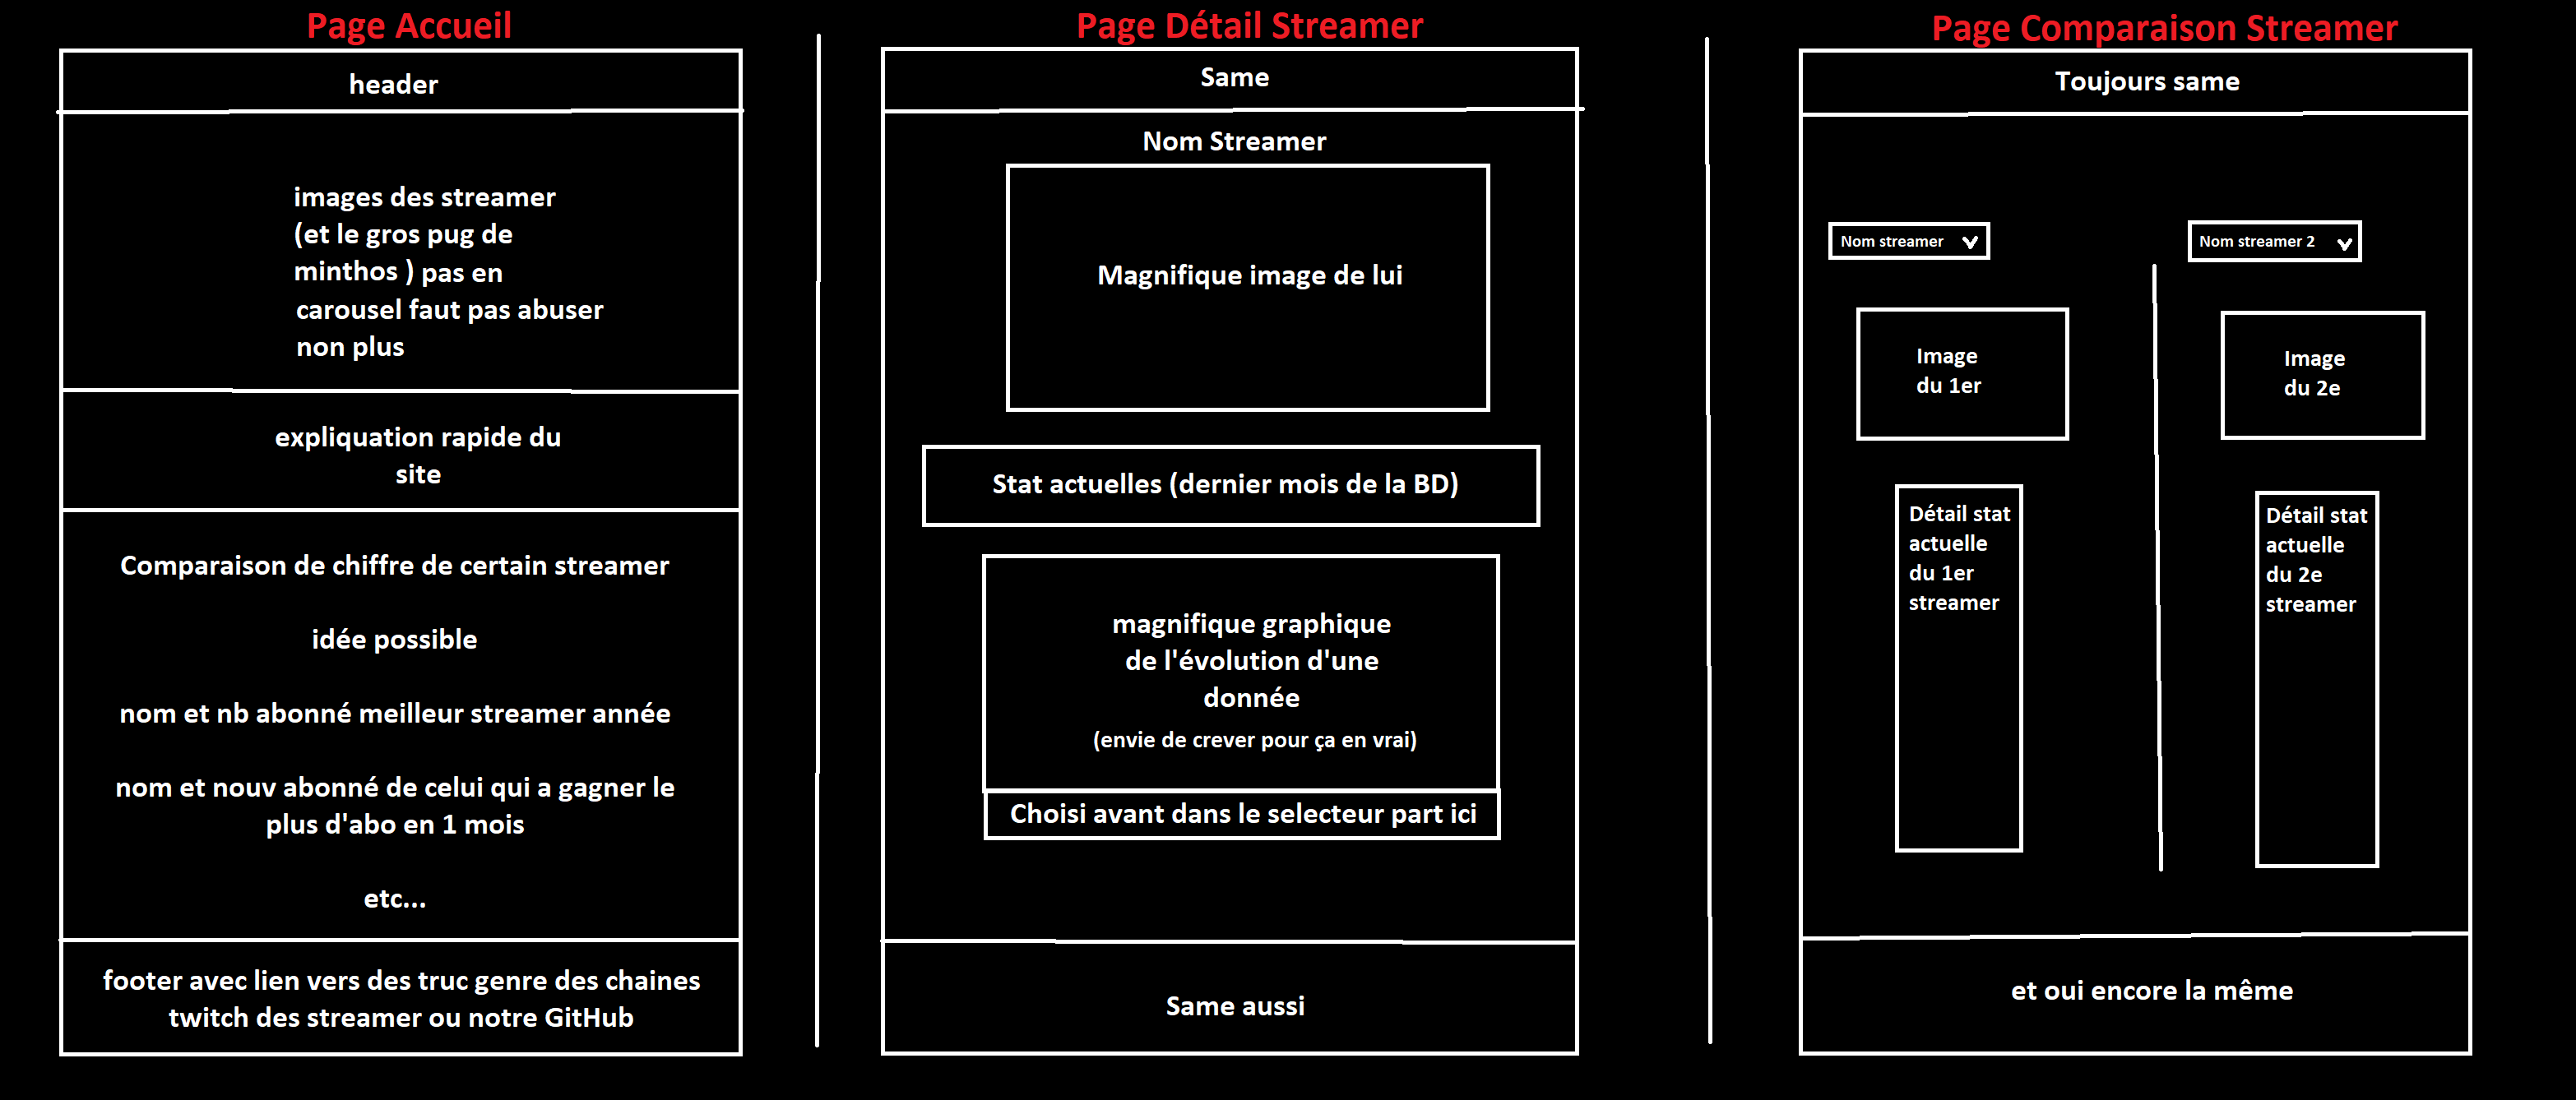 Page Accueil
header
images des streamer
(et le gros pug de
minthos ) pas en
carousel faut pas abuser
non plus
expliquation rapide du
site
Comparaison de chiffre de certain streamer
idée possible
nom et nb abonné meilleur streamer année
nom et nouv abonné de celui qui a gagner le
plus d'abo en 1 mois
etc...
footer avec lien vers des truc genre des chaines
twitch des streamer ou notre GitHub
Page Détail Streamer
Same
Nom Streamer
Magnifique image de lui
Stat actuelles (dernier mois de la BD)
magnifique graphique
de l'évolution d'une
donnée
(envie de crever pour ça en vrai)
Choisi avant dans le selecteur part ici
Same aussi
Page Comparaison Streamer
Toujours same
Nom streamer
Image
du 1er
Détail stat
actuelle
du 1er
streamer
Nom streamer 2
Image
du 2e
Détail stat
actuelle
du 2e
streamer
et oui encore la même